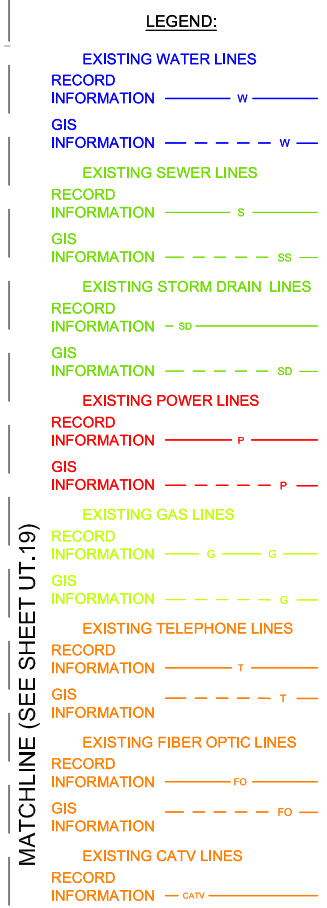 LEGEND:
EXISTING WATER LINES
RECORD
INFORMATION W
GIS
INFORMATION W
EXISTING SEWER LINES
RECORD
INFORMATION S
GIS
INFORMATION SS
EXISTING STORM DRAIN LINES
RECORD
INFORMATION SD
GIS
INFORMATION SD
EXISTING POWER LINES
RECORD
INFORMATION P
GIS
INFORMATION P
EXISTING GAS LINES
RECORD
INFORMATION G G
GIS
INFORMATION G
EXISTING TELEPHONE LINES
RECORD
INFORMATION T
GIS T
INFORMATION
EXISTING FIBER OPTIC LINES
RECORD
INFORMATION FO
GIS FO
INFORMATION
EXISTING CATV LINES
RECORD
INFORMATION CATV
MATCHLINE (SEE SHEET UT.19)